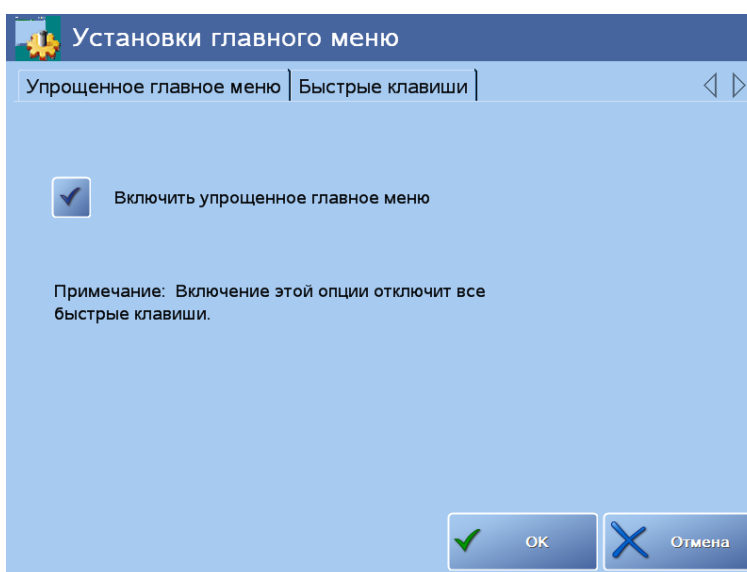 Установки главного меню
Упрощенное главное меню Быстрые клавиши
Включить упрощенное главное меню
Примечание: Включение этой опции отключит все
быстрые клавиши.
ОК Отмена